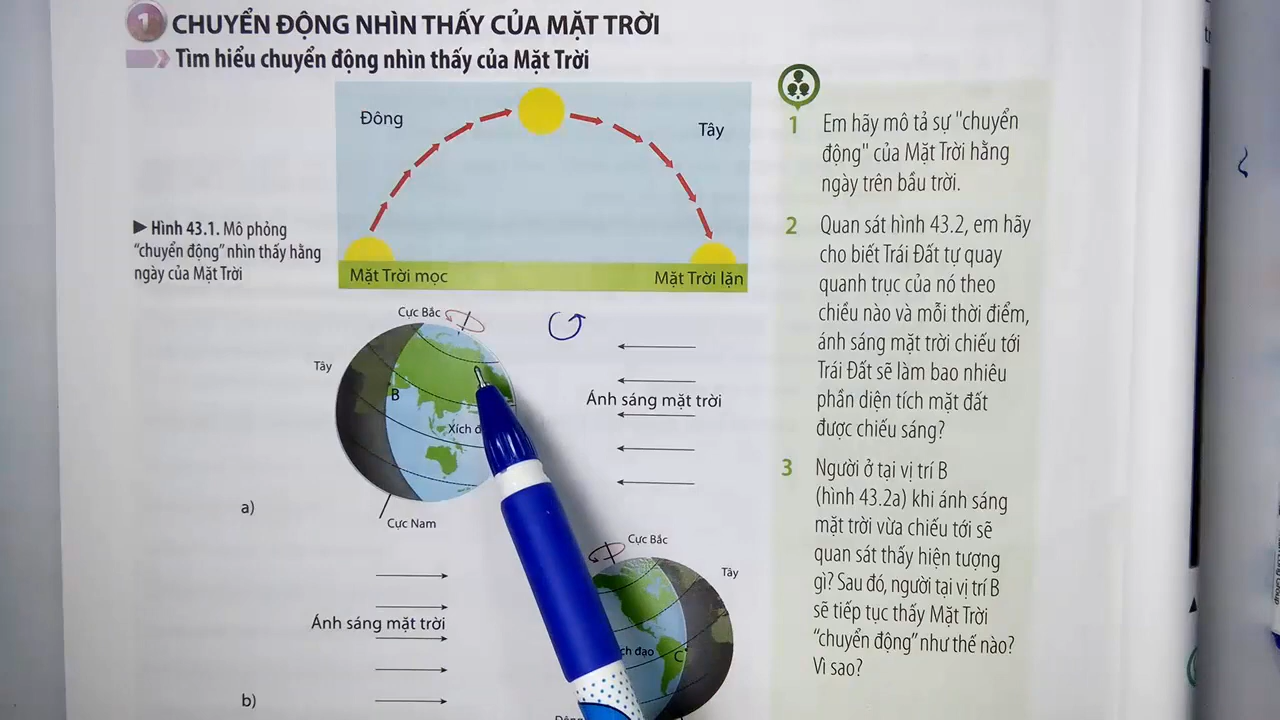 1 CHUYỂN ĐỘNG NHÌN THẤY CỦA MẶT TRỜI
Tìm hiểu chuyển động nhìn thấy của Mặt Trời
Đông
Tây
Mặt Trời mọc
Mặt Trời lặn
▶ Hình 43.1. Mô phỏng
"chuyển động" nhìn thấy hằng
ngày của Mặt Trời
Cực Bắc
Tây
B
Xích đ
Cực Nam
Ánh sáng mặt trời
a)
Cực Bắc
Tây
ch đạo
C
Ánh sáng mặt trời
b)
1 Em hãy mô tả sự "chuyển
động" của Mặt Trời hằng
ngày trên bầu trời.
2 Quan sát hình 43.2, em hãy
cho biết Trái Đất tự quay
quanh trục của nó theo
chiều nào và mỗi thời điểm,
ánh sáng mặt trời chiếu tới
Trái Đất sẽ làm bao nhiêu
phần diện tích mặt đất
được chiếu sáng?
3 Người ở tại vị trí B
(hình 43.2a) khi ánh sáng
mặt trời vừa chiếu tới sẽ
quan sát thấy hiện tượng
gì? Sau đó, người tại vị trí B
sẽ tiếp tục thấy Mặt Trời
"chuyển động" như thế nào?
Vì sao?